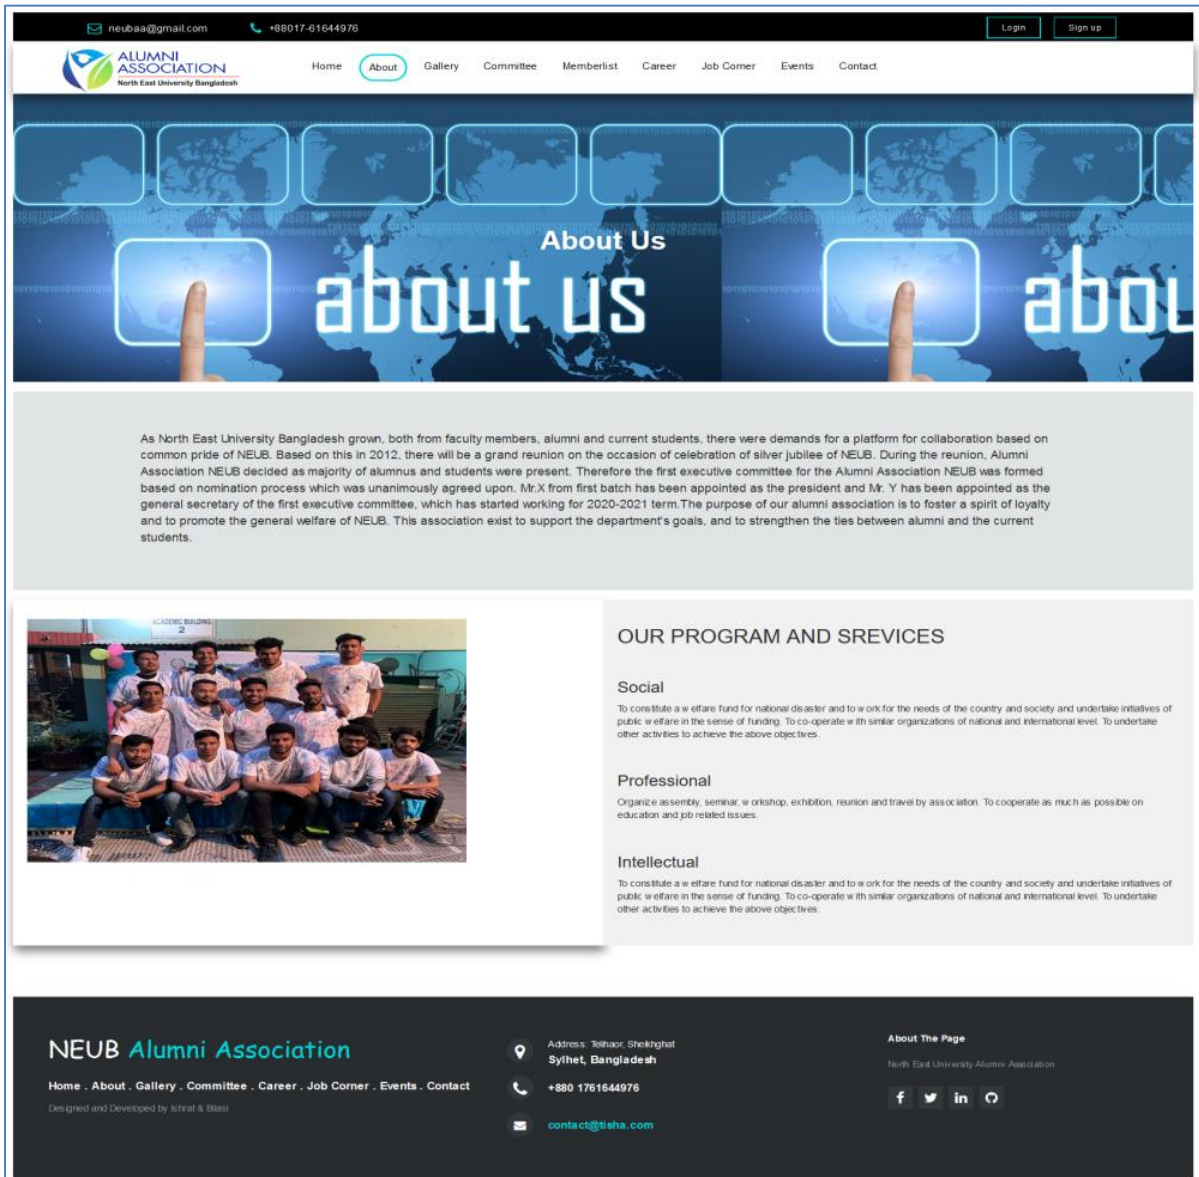 neubaa@gmail.com
+88017-61644976
Login
Sign up
ALUMNI
ASSOCIATION
North East University Bangladesh
Home
About
Gallery
Committee
Memberlist
Career
Job Corner
Events
Contact
About Us
about us
abou
As North East University Bangladesh grown, both from faculty members, alumni and current students, there were demands for a platform for collaboration based on
common pride of NEUB. Based on this in 2012, there will be a grand reunion on the occasion of celebration of silver jubilee of NEUB. During the reunion, Alumni
Association NEUB decided as majority of alumnus and students were present. Therefore the first executive committee for the Alumni Association NEUB was formed
based on nomination process which was unanimously agreed upon. Mr.X from first batch has been appointed as the president and Mr. Y has been appointed as the
general secretary of the first executive committee, which has started working for 2020-2021 term.The purpose of our alumni association is to foster a spirit of loyalty
and to promote the general welfare of NEUB. This association exist to support the department's goals, and to strengthen the ties between alumni and the current
students.
ACADEMIC BUILDING
2
OUR PROGRAM AND SREVICES
Social
To constitute a welfare fund for national disaster and to work for the needs of the country and society and undertake initiatives of
public welfare in the sense of funding. To co-operate with similar organizations of national and international level. To undertake
other activities to achieve the above objectives.
Professional
Organize assembly, seminar, workshop, exhibition, reunion and travel by association. To cooperate as much as possible on
education and job related issues.
Intellectual
To constitute a welfare fund for national disaster and to work for the needs of the country and society and undertake initiatives of
public welfare in the sense of funding. To co-operate with similar organizations of national and international level. To undertake
other activities to achieve the above objectives.
NEUB Alumni Association
Home . About . Gallery . Committee . Career . Job Corner . Events . Contact
Designed and Developed by Ishrat & Bilasi
Address: Telihaor, Sheikhghat
Sylhet, Bangladesh
+880 1761644976
contact@tisha.com
About The Page
North East University Alumni Association